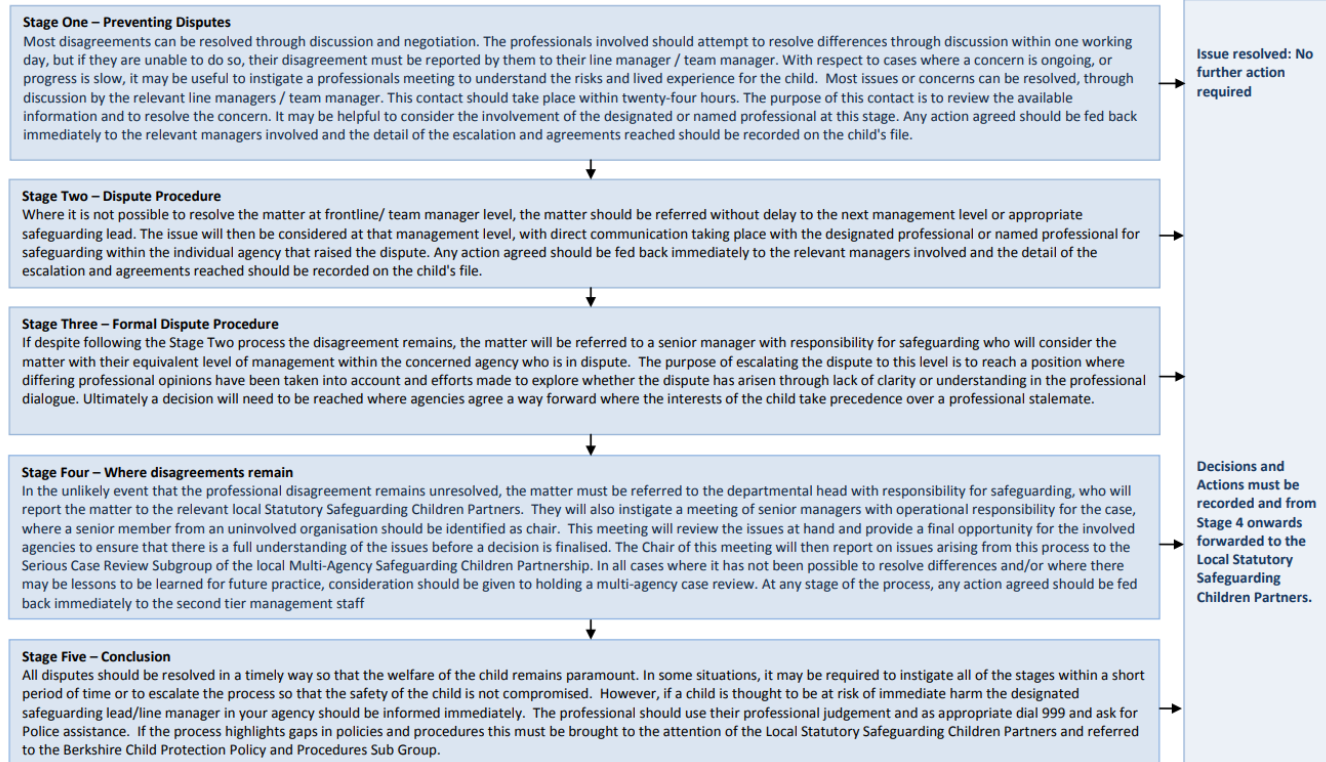 Stage One – Preventing Disputes
Most disagreements can be resolved through discussion and negotiation. The professionals involved should attempt to resolve differences through discussion within one working
day, but if they are unable to do so, their disagreement must be reported by them to their line manager / team manager. With respect to cases where a concern is ongoing, or
progress is slow, it may be useful to instigate a professionals meeting to understand the risks and lived experience for the child.  Most issues or concerns can be resolved, through
discussion by the relevant line managers / team manager. This contact should take place within twenty-four hours. The purpose of this contact is to review the available
information and to resolve the concern. It may be helpful to consider the involvement of the designated or named professional at this stage. Any action agreed should be fed back
immediately to the relevant managers involved and the detail of the escalation and agreements reached should be recorded on the child's file.
Issue resolved: No
further action
required
Stage Two – Dispute Procedure
Where it is not possible to resolve the matter at frontline/ team manager level, the matter should be referred without delay to the next management level or appropriate
safeguarding lead. The issue will then be considered at that management level, with direct communication taking place with the designated professional or named professional for
safeguarding within the individual agency that raised the dispute. Any action agreed should be fed back immediately to the relevant managers involved and the detail of the
escalation and agreements reached should be recorded on the child's file.
Stage Three – Formal Dispute Procedure
If despite following the Stage Two process the disagreement remains, the matter will be referred to a senior manager with responsibility for safeguarding who will consider the
matter with their equivalent level of management within the concerned agency who is in dispute.  The purpose of escalating the dispute to this level is to reach a position where
differing professional opinions have been taken into account and efforts made to explore whether the dispute has arisen through lack of clarity or understanding in the professional
dialogue. Ultimately a decision will need to be reached where agencies agree a way forward where the interests of the child take precedence over a professional stalemate.
Stage Four – Where disagreements remain
In the unlikely event that the professional disagreement remains unresolved, the matter must be referred to the departmental head with responsibility for safeguarding, who will
report the matter to the relevant local Statutory Safeguarding Children Partners.  They will also instigate a meeting of senior managers with operational responsibility for the case,
where a senior member from an uninvolved organisation should be identified as chair.  This meeting will review the issues at hand and provide a final opportunity for the involved
agencies to ensure that there is a full understanding of the issues before a decision is finalised. The Chair of this meeting will then report on issues arising from this process to the
Serious Case Review Subgroup of the local Multi-Agency Safeguarding Children Partnership. In all cases where it has not been possible to resolve differences and/or where there
may be lessons to be learned for future practice, consideration should be given to holding a multi-agency case review. At any stage of the process, any action agreed should be fed
back immediately to the second tier management staff
Decisions and
Actions must be
recorded and from
Stage 4 onwards
forwarded to the
Local Statutory
Safeguarding
Children Partners.
Stage Five – Conclusion
All disputes should be resolved in a timely way so that the welfare of the child remains paramount. In some situations, it may be required to instigate all of the stages within a short
period of time or to escalate the process so that the safety of the child is not compromised.  However, if a child is thought to be at risk of immediate harm the designated
safeguarding lead/line manager in your agency should be informed immediately.  The professional should use their professional judgement and as appropriate dial 999 and ask for
Police assistance.  If the process highlights gaps in policies and procedures this must be brought to the attention of the Local Statutory Safeguarding Children Partners and referred
to the Berkshire Child Protection Policy and Procedures Sub Group.